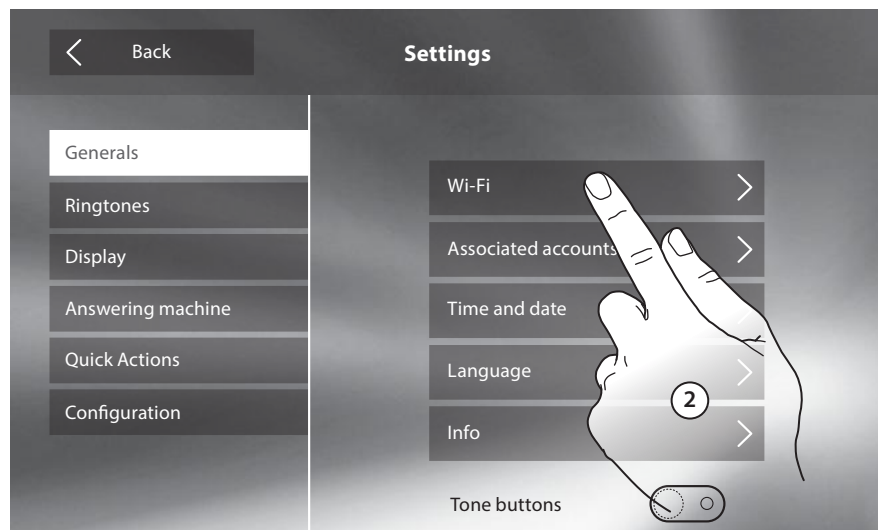 Back
Settings
Generals
Ringtones
Display
Answering machine
Quick Actions
Configuration
Wi-Fi
Associated accounts
Time and date
Language
Info
Tone buttons
2